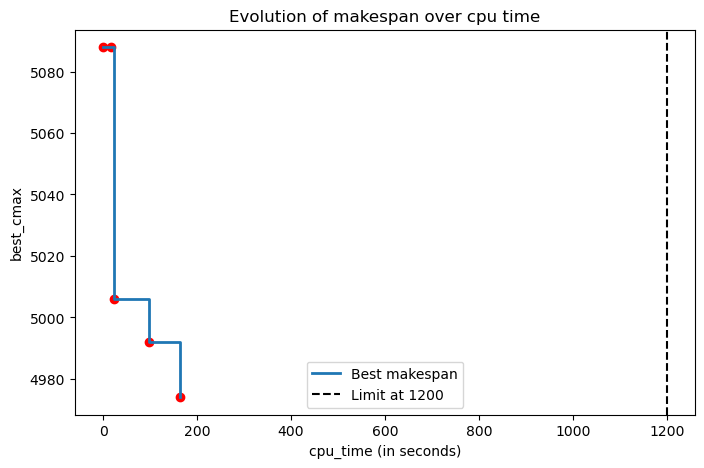 Evolution of makespan over cpu time
best_cmax
5080
5060
5040
5020
5000
4980
Best makespan
Limit at 1200
0
200
400
600
800
1000
1200
cpu_time (in seconds)